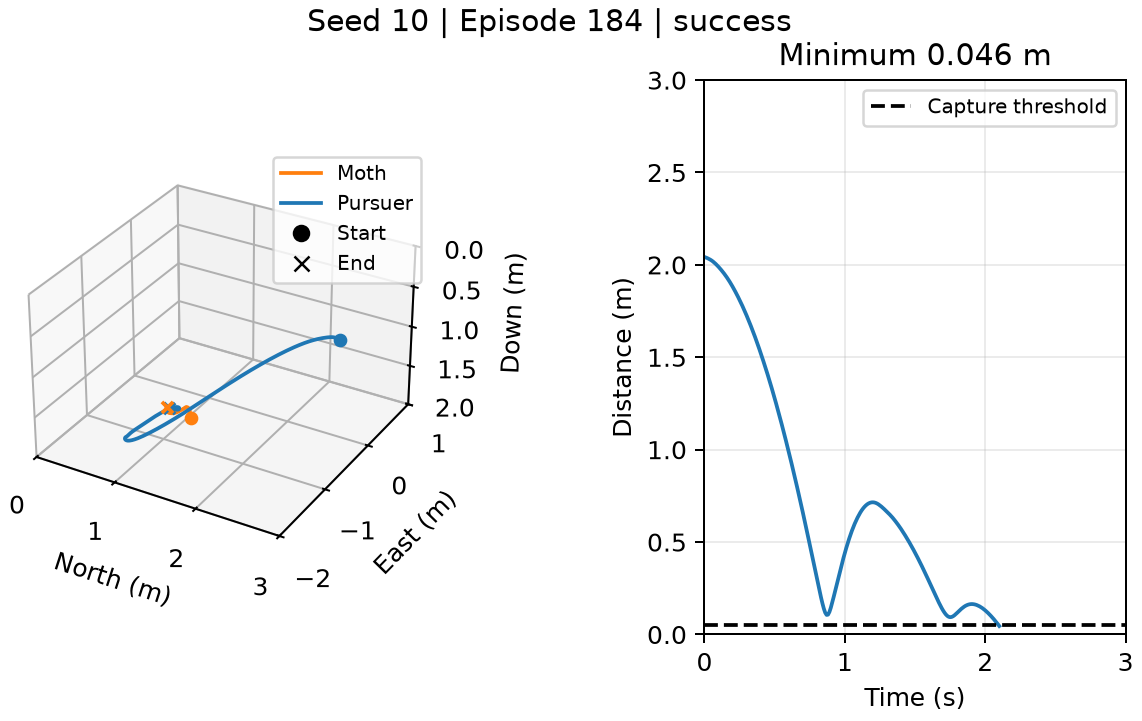 Seed 10 | Episode 184 | success
Moth
Pursuer
Start
End
0.0
0.5
1.0
1.5
2.0
Down (m)
1
0
−1
−2
East (m)
0
1
2
3
North (m)
Minimum 0.046 m
Capture threshold
3.0
2.5
2.0
1.5
1.0
0.5
0.0
Distance (m)
0 1 2 3
Time (s)